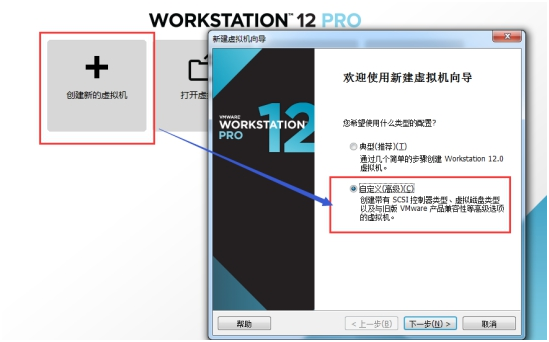 WORKSTATION™ 12 PRO
创建新的虚拟机
打开虚
新建虚拟机向导
VMWARE
WORKSTATION™
PRO
12
欢迎使用新建虚拟机向导
您希望使用什么类型的配置?
典型(推荐)(T)
通过几个简单的步骤创建 Workstation 12.0
虚拟机。
自定义(高级)(C)
创建带有 SCSI 控制器类型、虚拟磁盘类型
以及与旧版 VMware 产品兼容性等高级选项
的虚拟机。
帮助
< 上一步(B)
下一步(N) >
取消